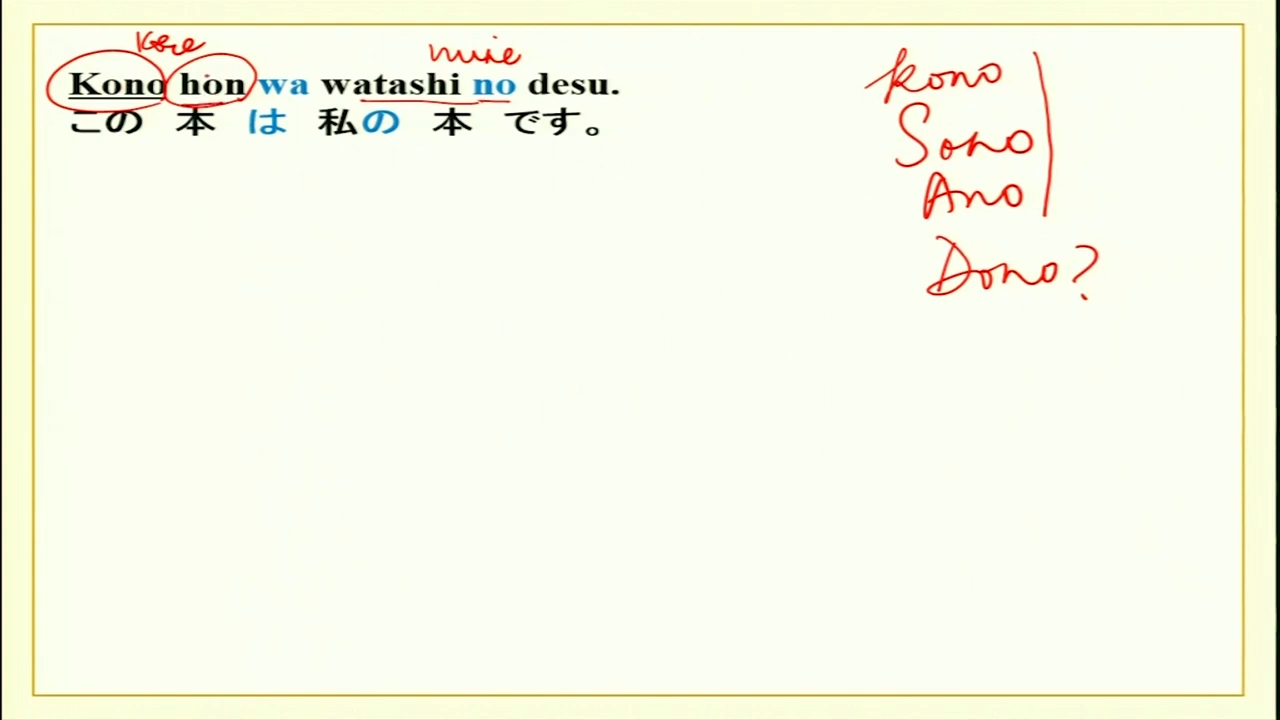 Kore
mine
Kono hon wa watashi no desu.
この 本 は 私の 本 です。
Kono
Sono
Ano
Dono?